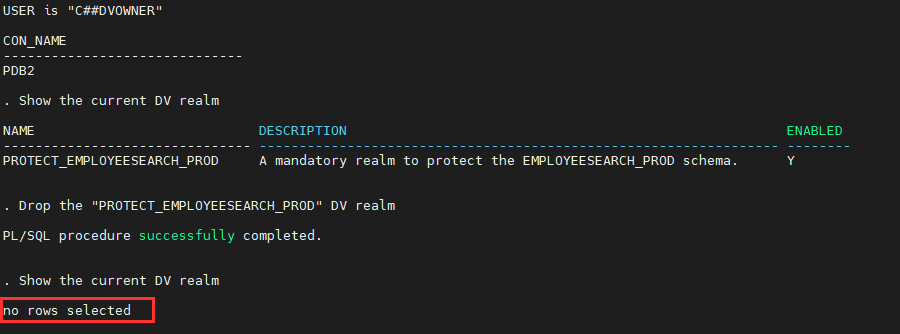 USER is "C##DVOWNER"
CON_NAME
------------------------------
PDB2
. Show the current DV realm
NAME DESCRIPTION ENABLED
------------------------------- ----------------------------------------------------------------- --------
PROTECT_EMPLOYEESEARCH_PROD A mandatory realm to protect the EMPLOYEESEARCH_PROD schema. Y
. Drop the "PROTECT_EMPLOYEESEARCH_PROD" DV realm
PL/SQL procedure successfully completed.
. Show the current DV realm
no rows selected